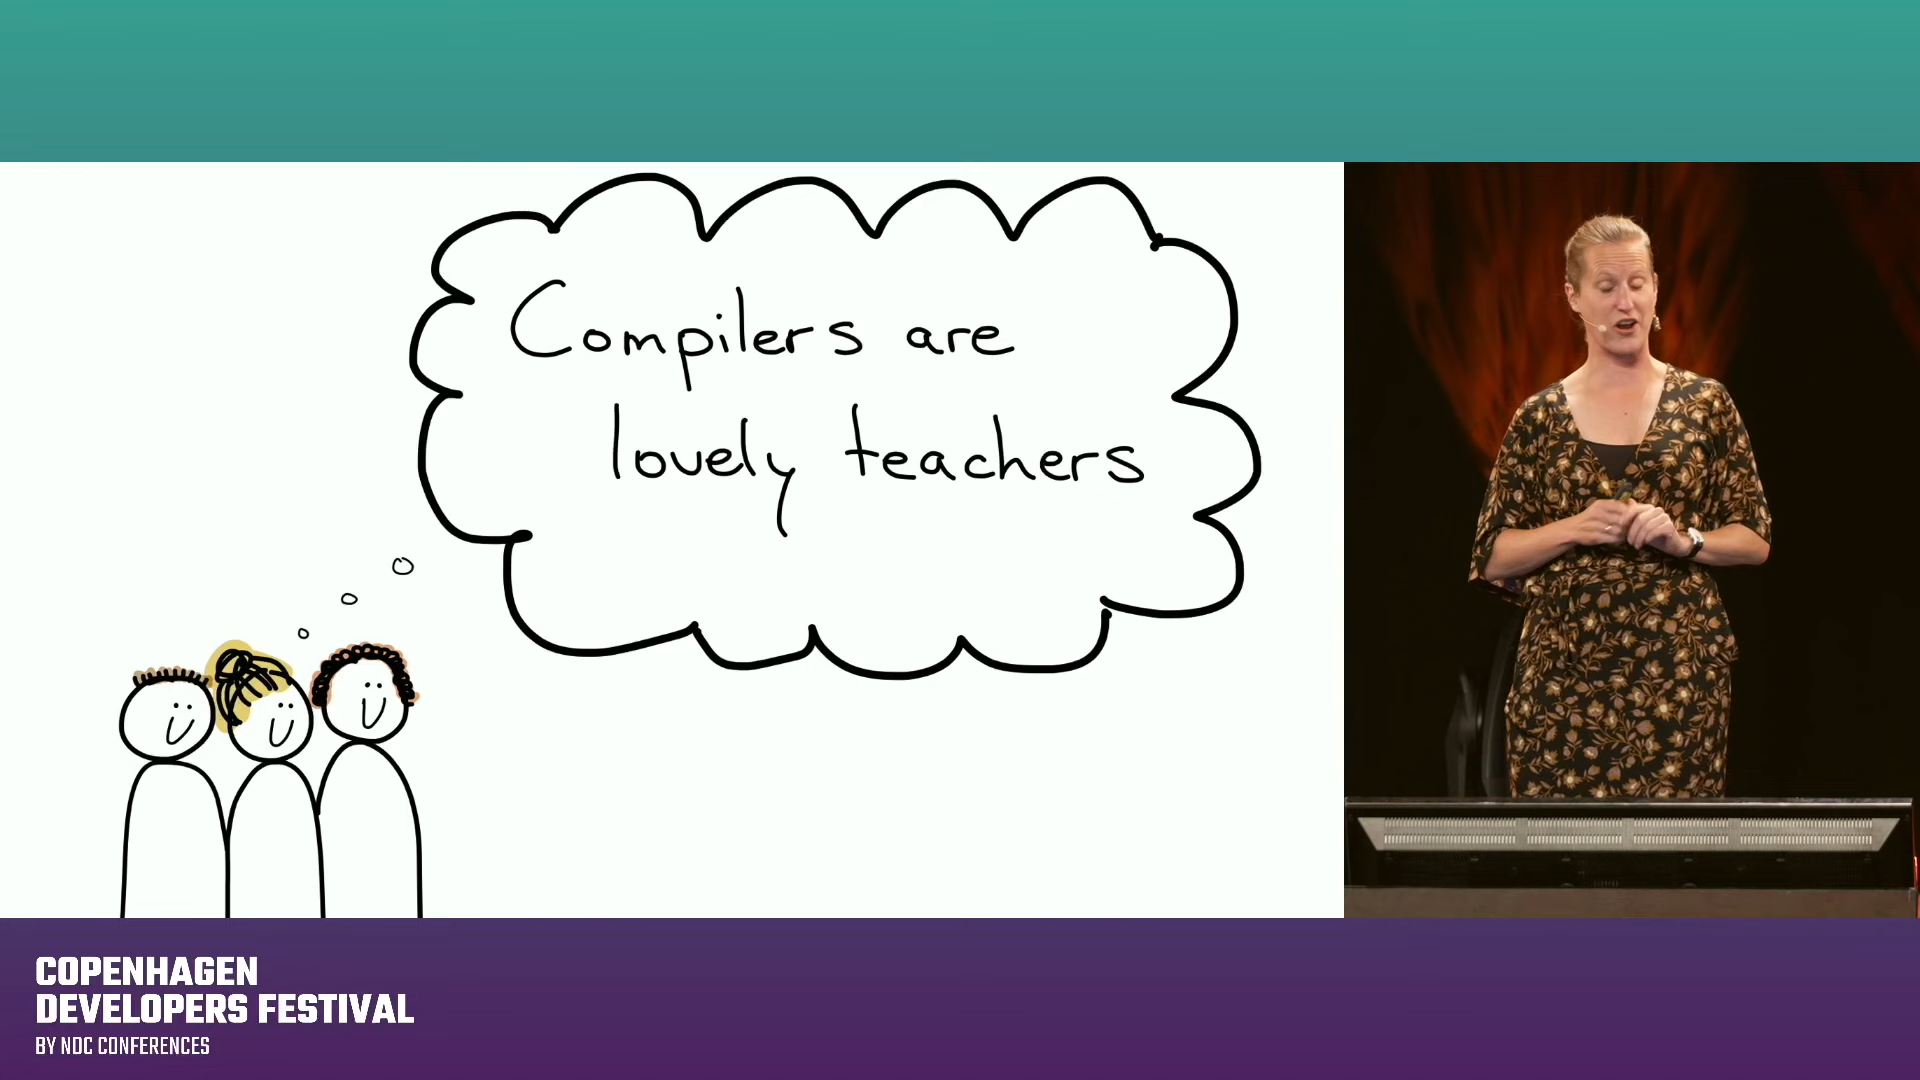 Compilers are
lovely teachers
COPENHAGEN
DEVELOPERS FESTIVAL
BY NDC CONFERENCES